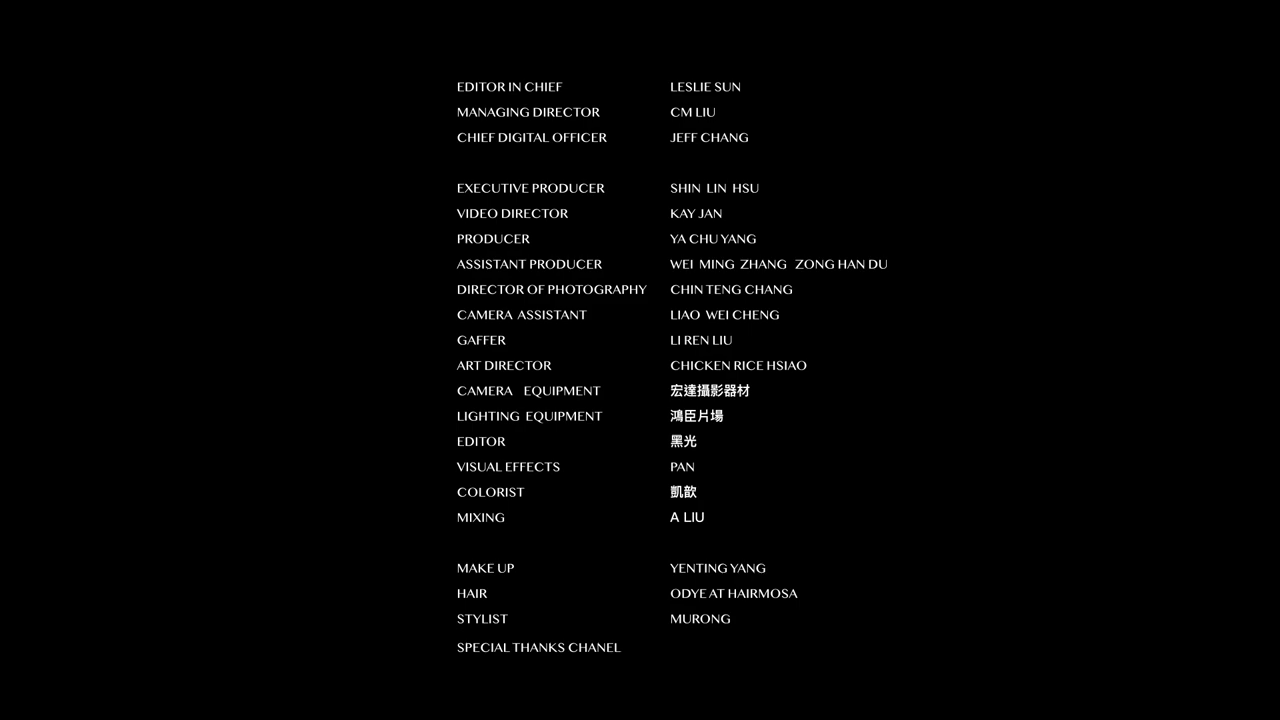 EDITOR IN CHIEF LESLIE SUN
MANAGING DIRECTOR CM LIU
CHIEF DIGITAL OFFICER JEFF CHANG
EXECUTIVE PRODUCER SHIN LIN HSU
VIDEO DIRECTOR KAY JAN
PRODUCER YA CHU YANG
ASSISTANT PRODUCER WEI MING ZHANG ZONG HAN DU
DIRECTOR OF PHOTOGRAPHY CHIN TENG CHANG
CAMERA ASSISTANT LIAO WEI CHENG
GAFFER LI REN LIU
ART DIRECTOR CHICKEN RICE HSIAO
CAMERA EQUIPMENT 宏達攝影器材
LIGHTING EQUIPMENT 鴻臣片場
EDITOR 黑光
VISUAL EFFECTS PAN
COLORIST 凱歆
MIXING A LIU
MAKE UP YENTING YANG
HAIR ODYE AT HAIRMOSA
STYLIST MURONG
SPECIAL THANKS CHANEL